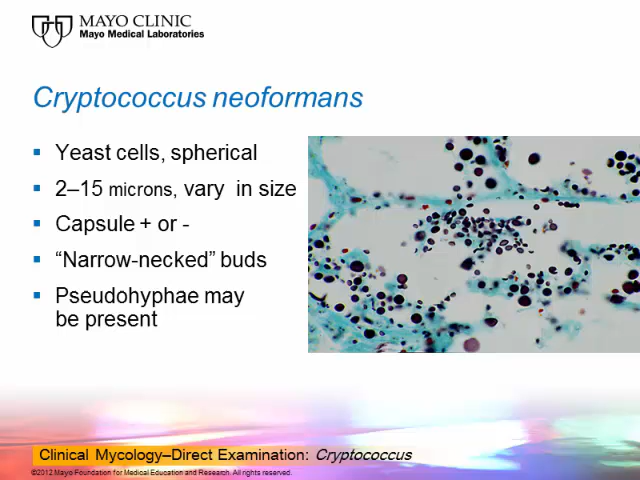 MAYO CLINIC
Mayo Medical Laboratories
Cryptococcus neoformans
Yeast cells, spherical
2–15 microns, vary in size
Capsule + or -
“Narrow-necked” buds
Pseudohyphae may
be present
Clinical Mycology–Direct Examination: Cryptococcus
©2012 Mayo Foundation for Medical Education and Research. All rights reserved.